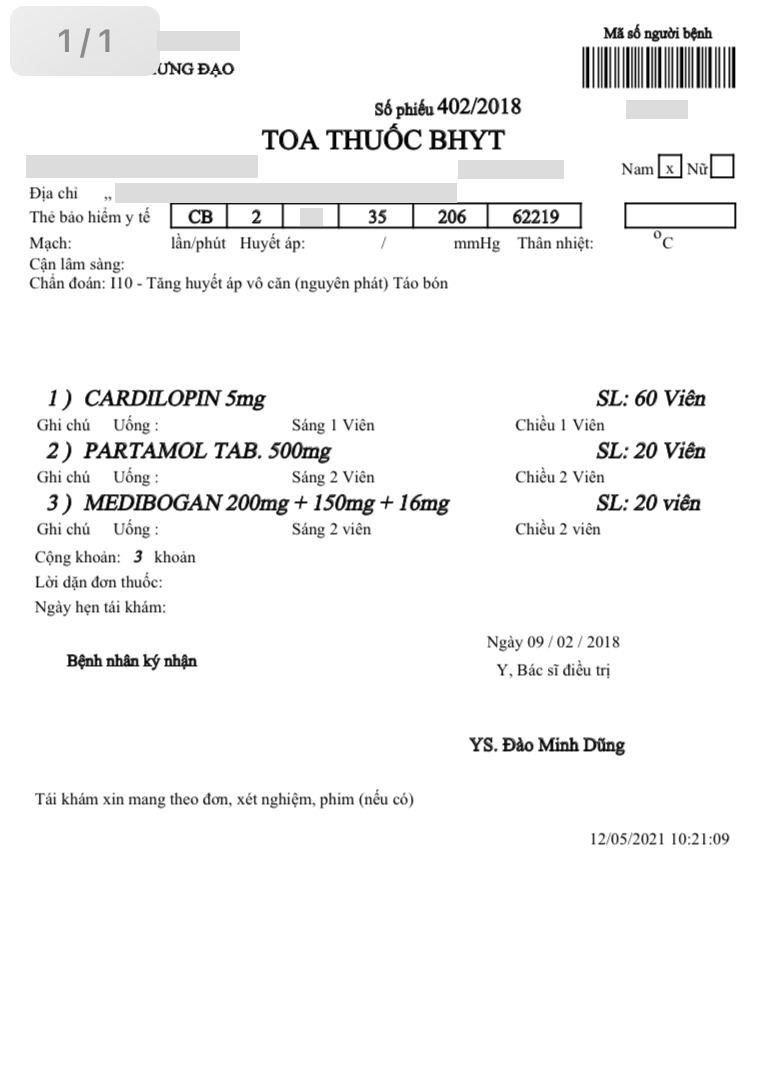 1/1
Mã số người bệnh
ƯNG ĐẠO
Số phiếu 402/2018
TOA THUỐC BHYT
Nam x Nữ
Địa chỉ ,,
Thẻ bảo hiểm y tế CB 2 35 206 62219
Mạch: lần/phút Huyết áp: / mmHg Thân nhiệt: °C
Cận lâm sàng:
Chẩn đoán: I10 - Tăng huyết áp vô căn (nguyên phát) Táo bón
1 ) CARDILOPIN 5mg SL: 60 Viên
Ghi chú Uống : Sáng 1 Viên Chiều 1 Viên
2 ) PARTAMOL TAB. 500mg SL: 20 Viên
Ghi chú Uống : Sáng 2 Viên Chiều 2 Viên
3 ) MEDIBOGAN 200mg + 150mg + 16mg SL: 20 viên
Ghi chú Uống : Sáng 2 viên Chiều 2 viên
Cộng khoản: 3 khoản
Lời dặn đơn thuốc:
Ngày hẹn tái khám:
Ngày 09 / 02 / 2018
Bệnh nhân ký nhận
Y, Bác sĩ điều trị
YS. Đào Minh Dũng
Tái khám xin mang theo đơn, xét nghiệm, phim (nếu có)
12/05/2021 10:21:09